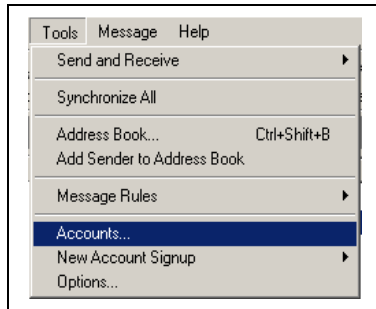 Tools Message Help
Send and Receive
Synchronize All
Address Book... Ctrl+Shift+B
Add Sender to Address Book
Message Rules
Accounts...
New Account Signup
Options...